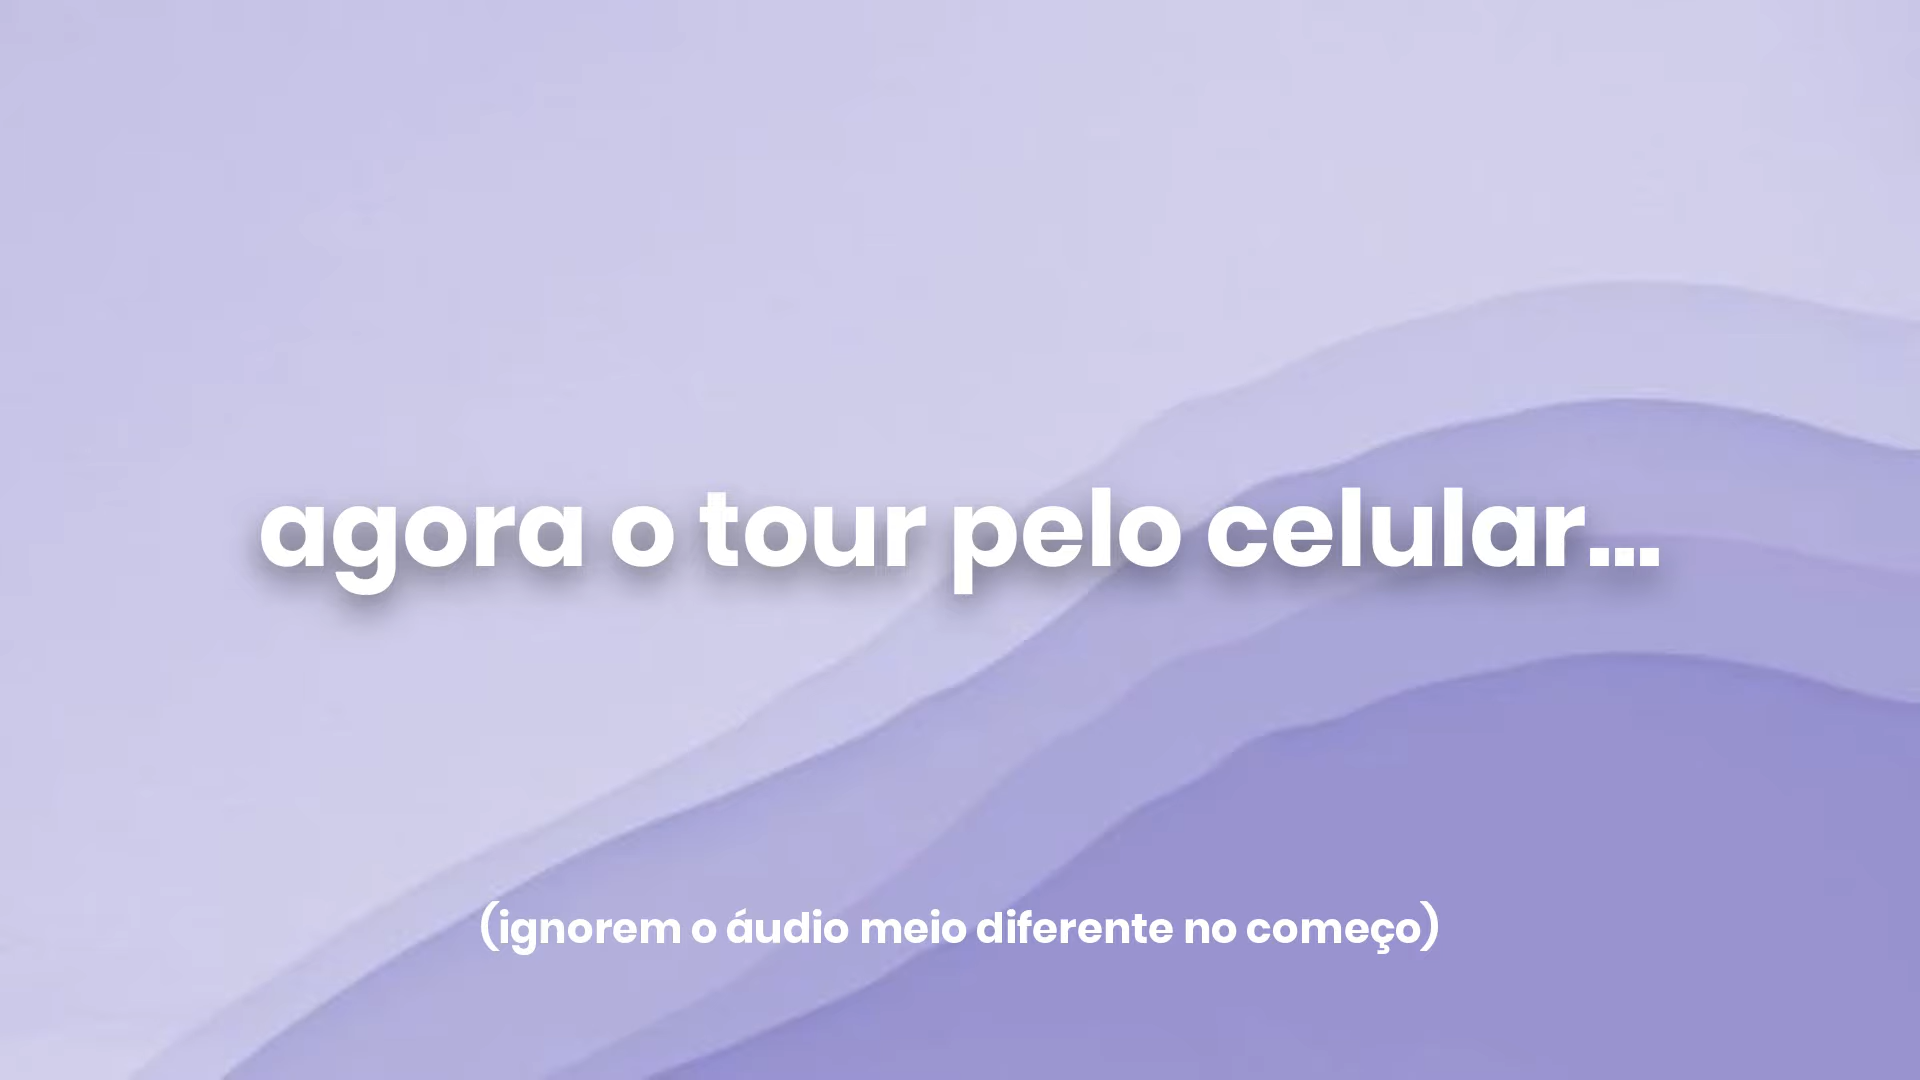 agora o tour pelo celular...
(ignorem o áudio meio diferente no começo)